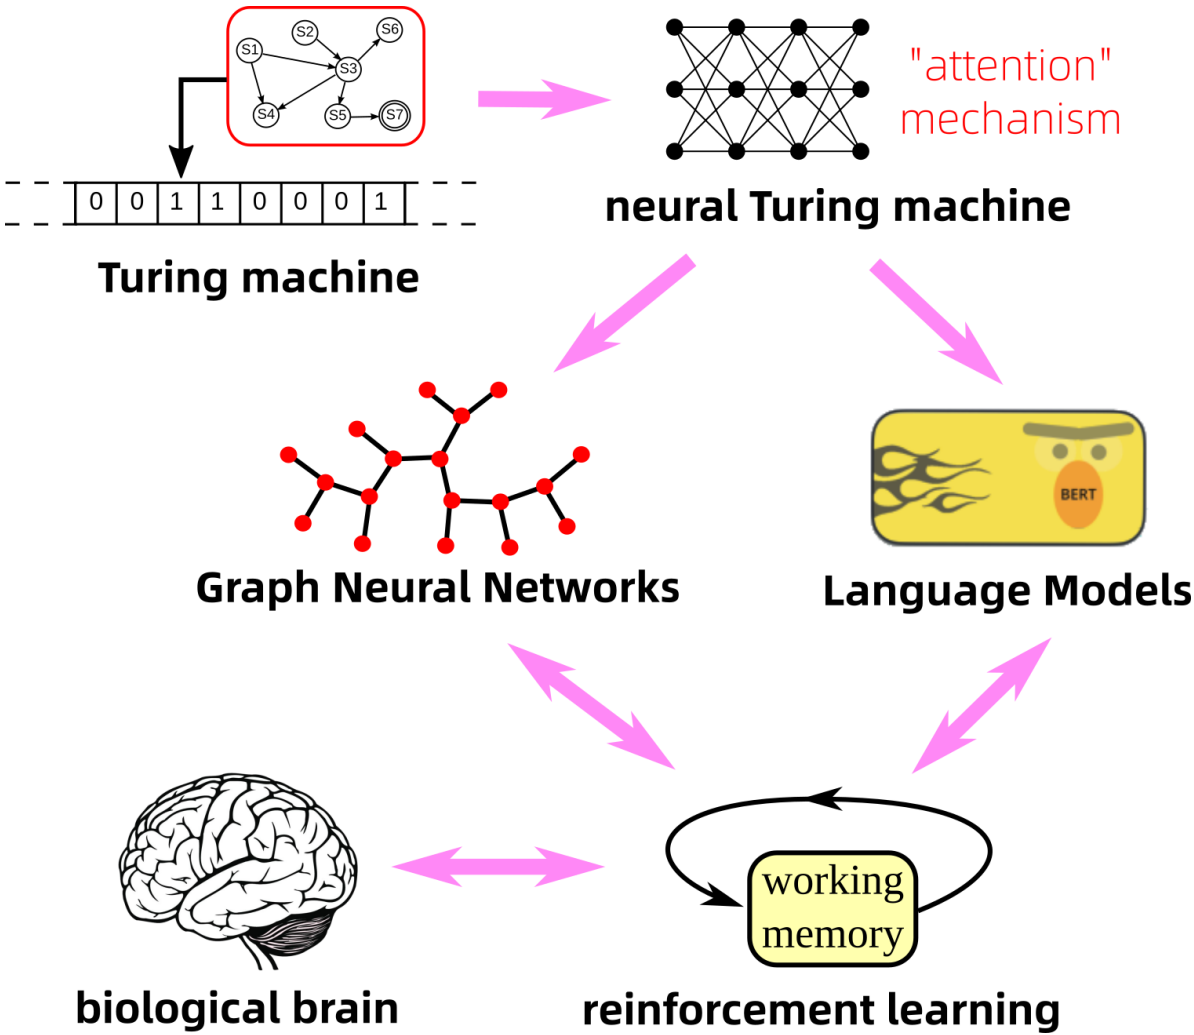 S1
S2
S6
S3
S4
S5
S7
0 0 1 1 0 0 0 1
Turing machine
"attention"
mechanism
neural Turing machine
Graph Neural Networks
BERT
Language Models
biological brain
working
memory
reinforcement learning